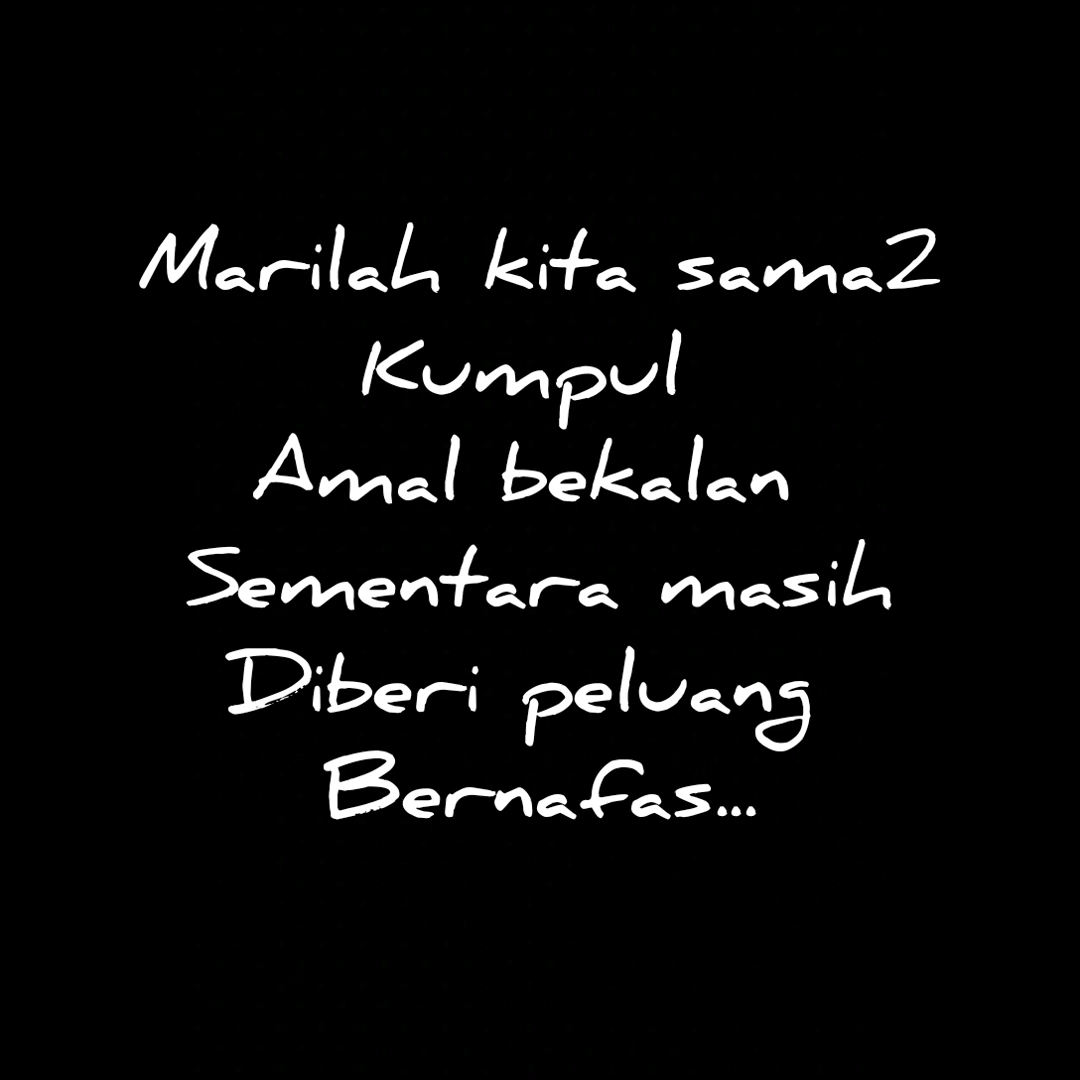 Marilah kita sama2
Kumpul
Amal bekalan
Sementara masih
Diberi peluang
Bernafas...